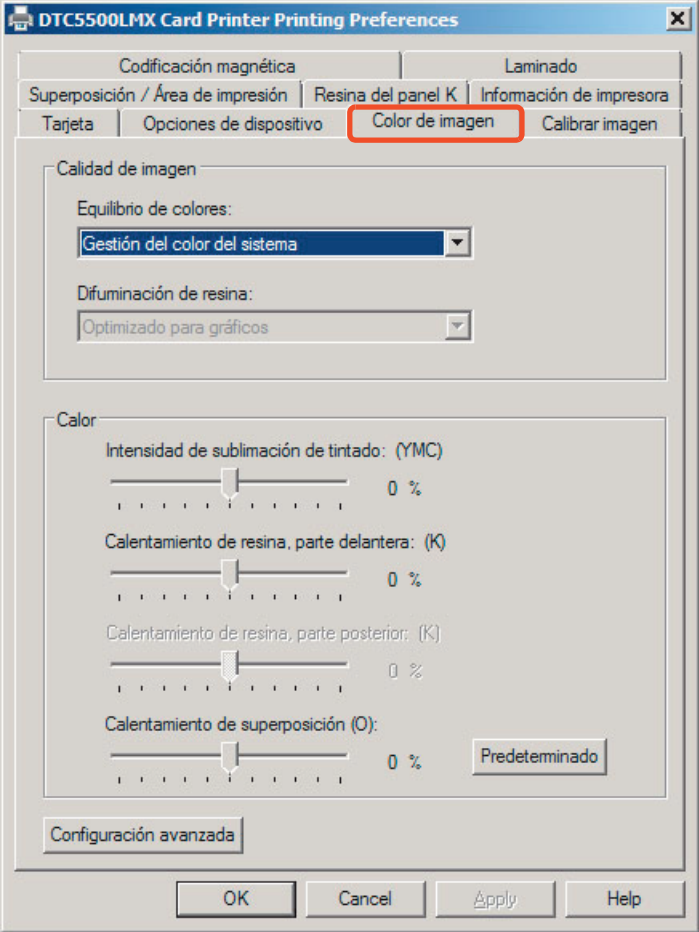 DTC5500LMX Card Printer Printing Preferences
Codificación magnética
Laminado
Superposición / Área de impresión
Resina del panel K
Información de impresora
Tarjeta
Opciones de dispositivo
Color de imagen
Calibrar imagen
Calidad de imagen
Equilibrio de colores:
Gestión del color del sistema
Difuminación de resina:
Optimizado para gráficos
Calor
Intensidad de sublimación de tintado: (YMC)
0 %
Calentamiento de resina, parte delantera: (K)
0 %
Calentamiento de resina, parte posterior: (K)
0 %
Calentamiento de superposición (O):
0 %
Predeterminado
Configuración avanzada
OK
Cancel
Apply
Help